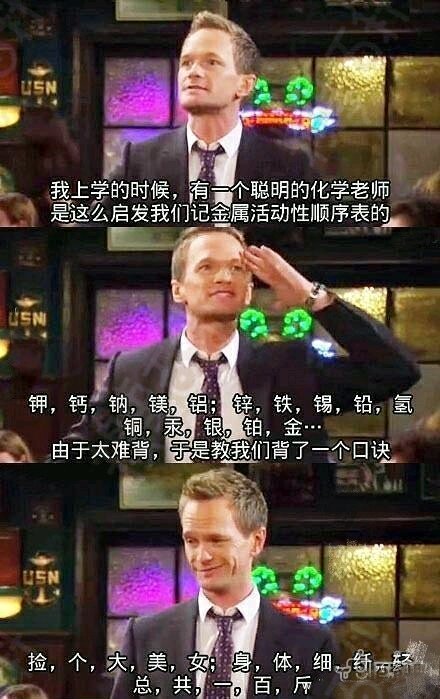 USN
我上学的时候，有一个聪明的化学老师
是这么启发我们记金属活动性顺序表的
USN
钾，钙，钠，镁，铝；锌，铁，锡，铅，氢
铜，汞，银，铂，金…
由于太难背，于是教我们背了一个口诀
USN
捡，个，大，美，女；身，体，细，纤，轻
总，共，一，百，斤